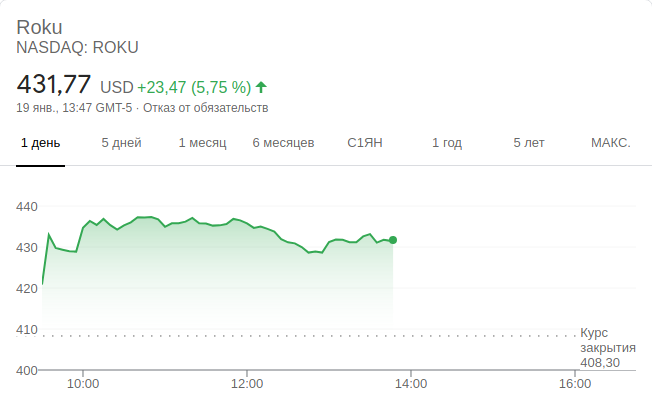 Roku
NASDAQ: ROKU
431,77 USD +23,47 (5,75 %)
19 янв., 13:47 GMT-5 · Отказ от обязательств
1 день 5 дней 1 месяц 6 месяцев С1ЯН 1 год 5 лет МАКС.
440
430
420
410
400
Курс
закрытия
408,30
10:00 12:00 14:00 16:00